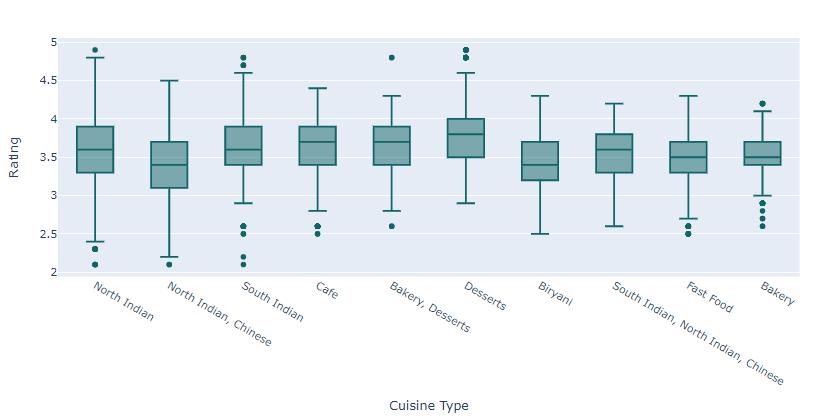 5
4.5
4
3.5
3
2.5
2
Rating
North Indian
North Indian, Chinese
South Indian
Cafe
Bakery, Desserts
Desserts
Biryani
South Indian, North Indian, Chinese
Fast Food
Bakery
Cuisine Type